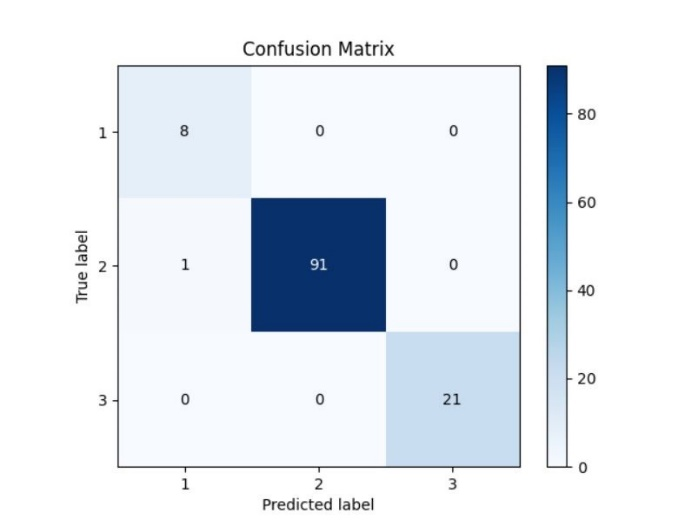 Confusion Matrix
True label
1 8 0 0
2 1 91 0
3 0 0 21
1 2 3
Predicted label
80
60
40
20
0